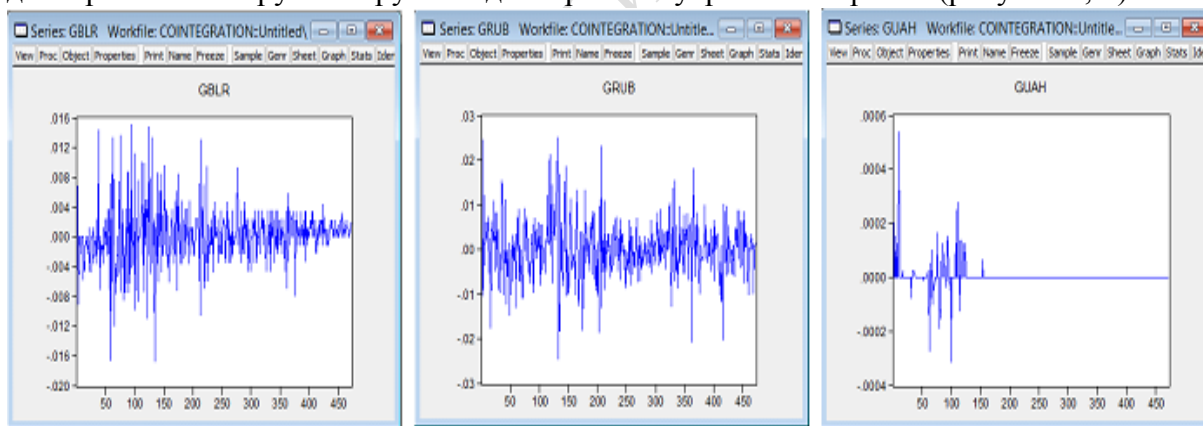 Series: GBLR Workfile: COINTEGRATION::Untitled\
View Proc Object Properties Print Name Freeze Sample Genr Sheet Graph Stats Iden
GBLR
.016
.012
.008
.004
.000
-.004
-.008
-.012
-.016
-.020
50 100 150 200 250 300 350 400 450
Series: GRUB Workfile: COINTEGRATION::Untitle...
View Proc Object Properties Print Name Freeze Sample Genr Sheet Graph Stats Iden
GRUB
.03
.02
.01
.00
-.01
-.02
-.03
50 100 150 200 250 300 350 400 450
Series: GUAH Workfile: COINTEGRATION::Untitle...
View Proc Object Properties Print Name Freeze Sample Genr Sheet Graph Stats Ide
GUAH
.0006
.0004
.0002
.0000
-.0002
-.0004
50 100 150 200 250 300 350 400 450